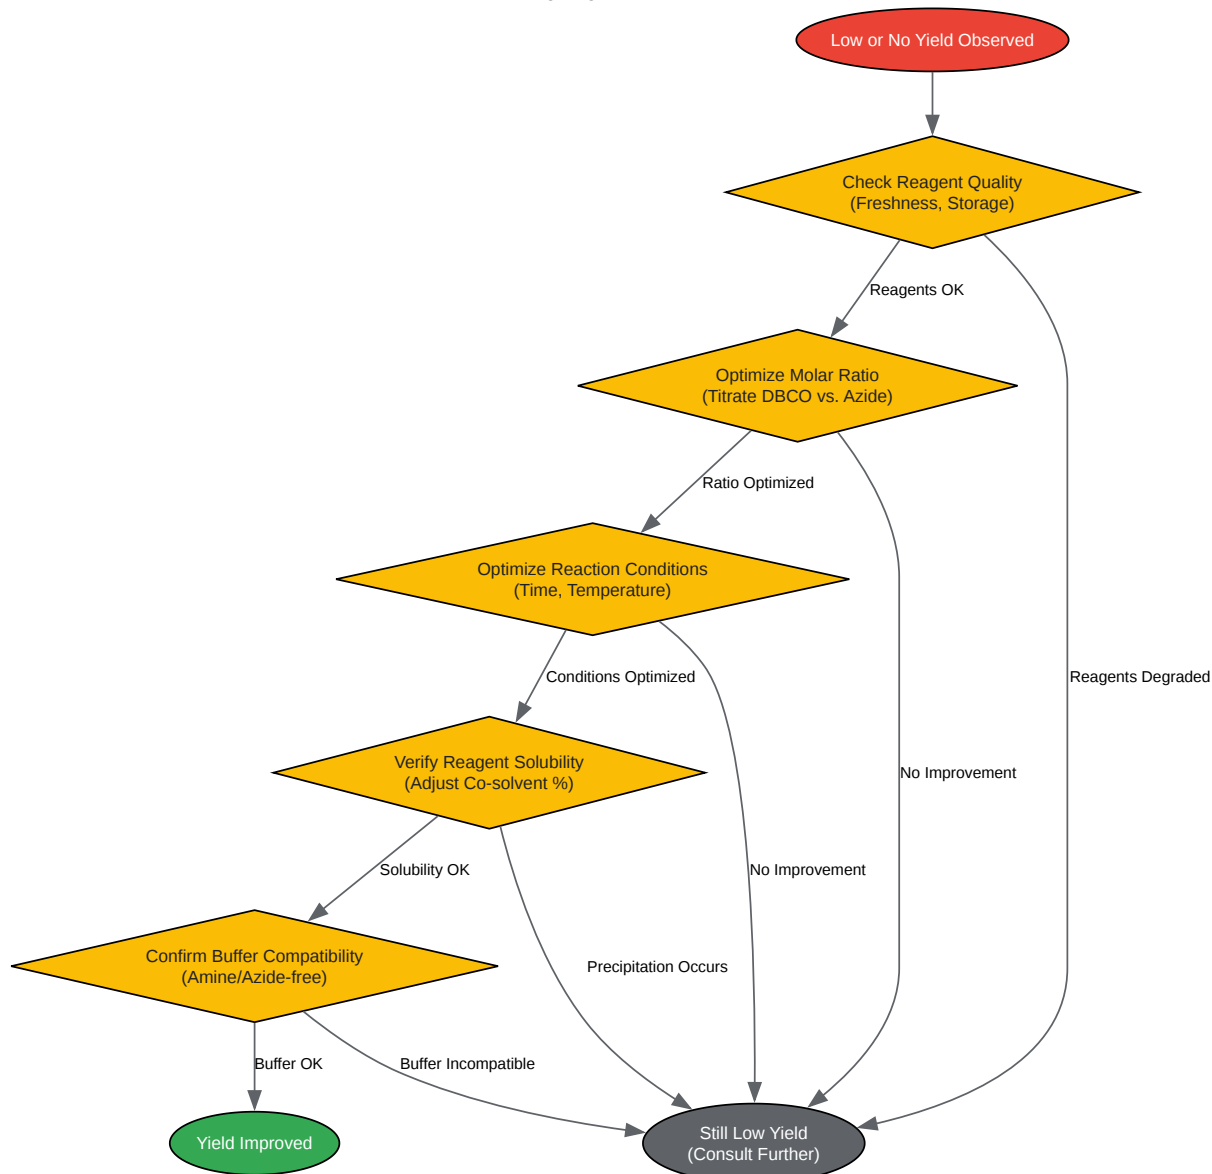 Low or No Yield Observed
Check Reagent Quality
(Freshness, Storage)
Reagents OK
Optimize Molar Ratio
(Titrate DBCO vs. Azide)
Ratio Optimized
Optimize Reaction Conditions
(Time, Temperature)
Conditions Optimized
Reagents Degraded
Verify Reagent Solubility
(Adjust Co-solvent %)
No Improvement
Solubility OK
No Improvement
Confirm Buffer Compatibility
(Amine/Azide-free)
Precipitation Occurs
Buffer OK
Buffer Incompatible
Yield Improved
Still Low Yield
(Consult Further)